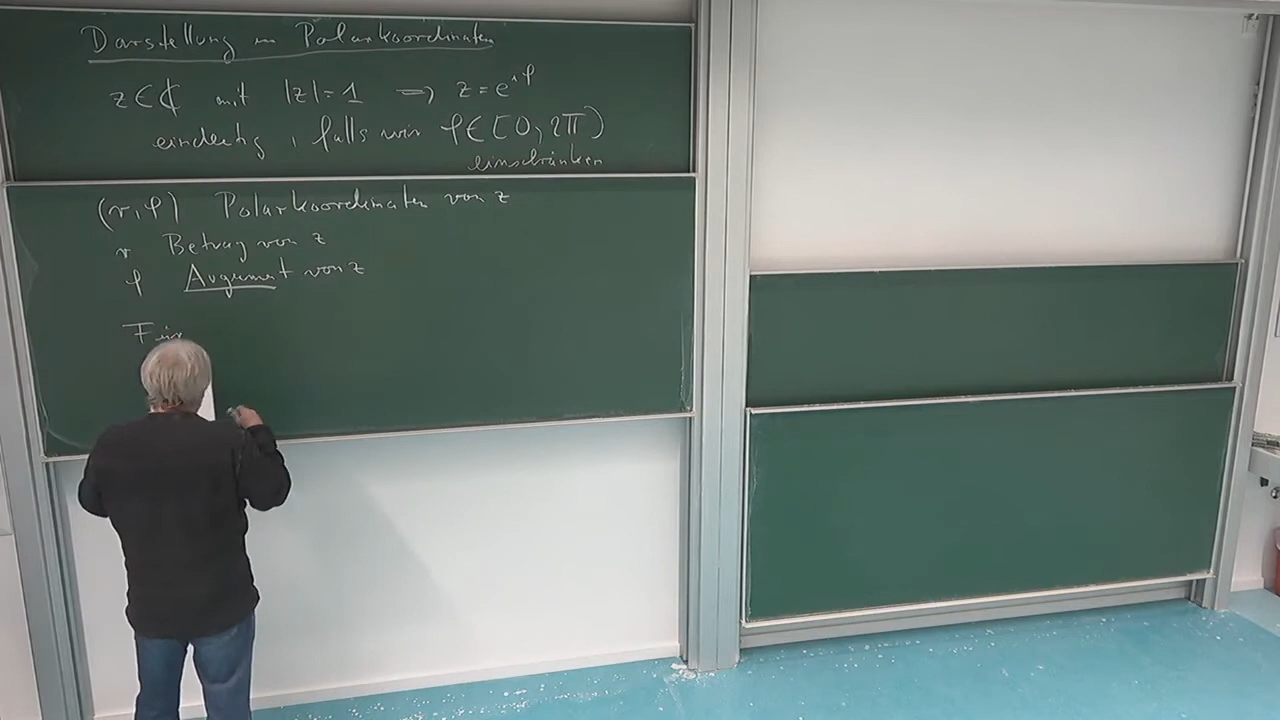 Darstellung in Polarkoordinaten
z ∈ ℂ mit |z| = 1 ⟹ z = e^{iφ}
eindeutig, falls wir φ ∈ [0, 2π)
einschränken
(r, φ) Polarkoordinaten von z
r Betrag von z
φ Argument von z
Für